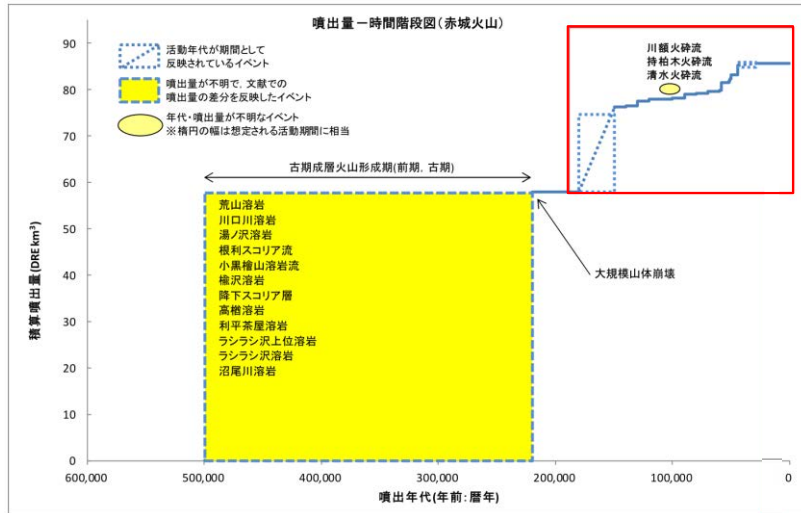 噴出量－時間階段図(赤城火山)
活動年代が期間として
反映されているイベント
噴出量が不明で,文献での
噴出量の差分を反映したイベント
年代・噴出量が不明なイベント
※楕円の幅は想定される活動期間に相当
川額火砕流
持柏木火砕流
清水火砕流
古期成層火山形成期(前期,古期)
荒山溶岩
川口川溶岩
湯ノ沢溶岩
根利スコリア流
小黒檜山溶岩流
楡沢溶岩
降下スコリア層
高楢溶岩
利平茶屋溶岩
ラシラシ沢上位溶岩
ラシラシ沢溶岩
沼尾川溶岩
大規模山体崩壊
積算噴出量(DRE km³)
90
80
70
60
50
40
30
20
10
0
600,000 500,000 400,000 300,000 200,000 100,000 0
噴出年代(年前:暦年)